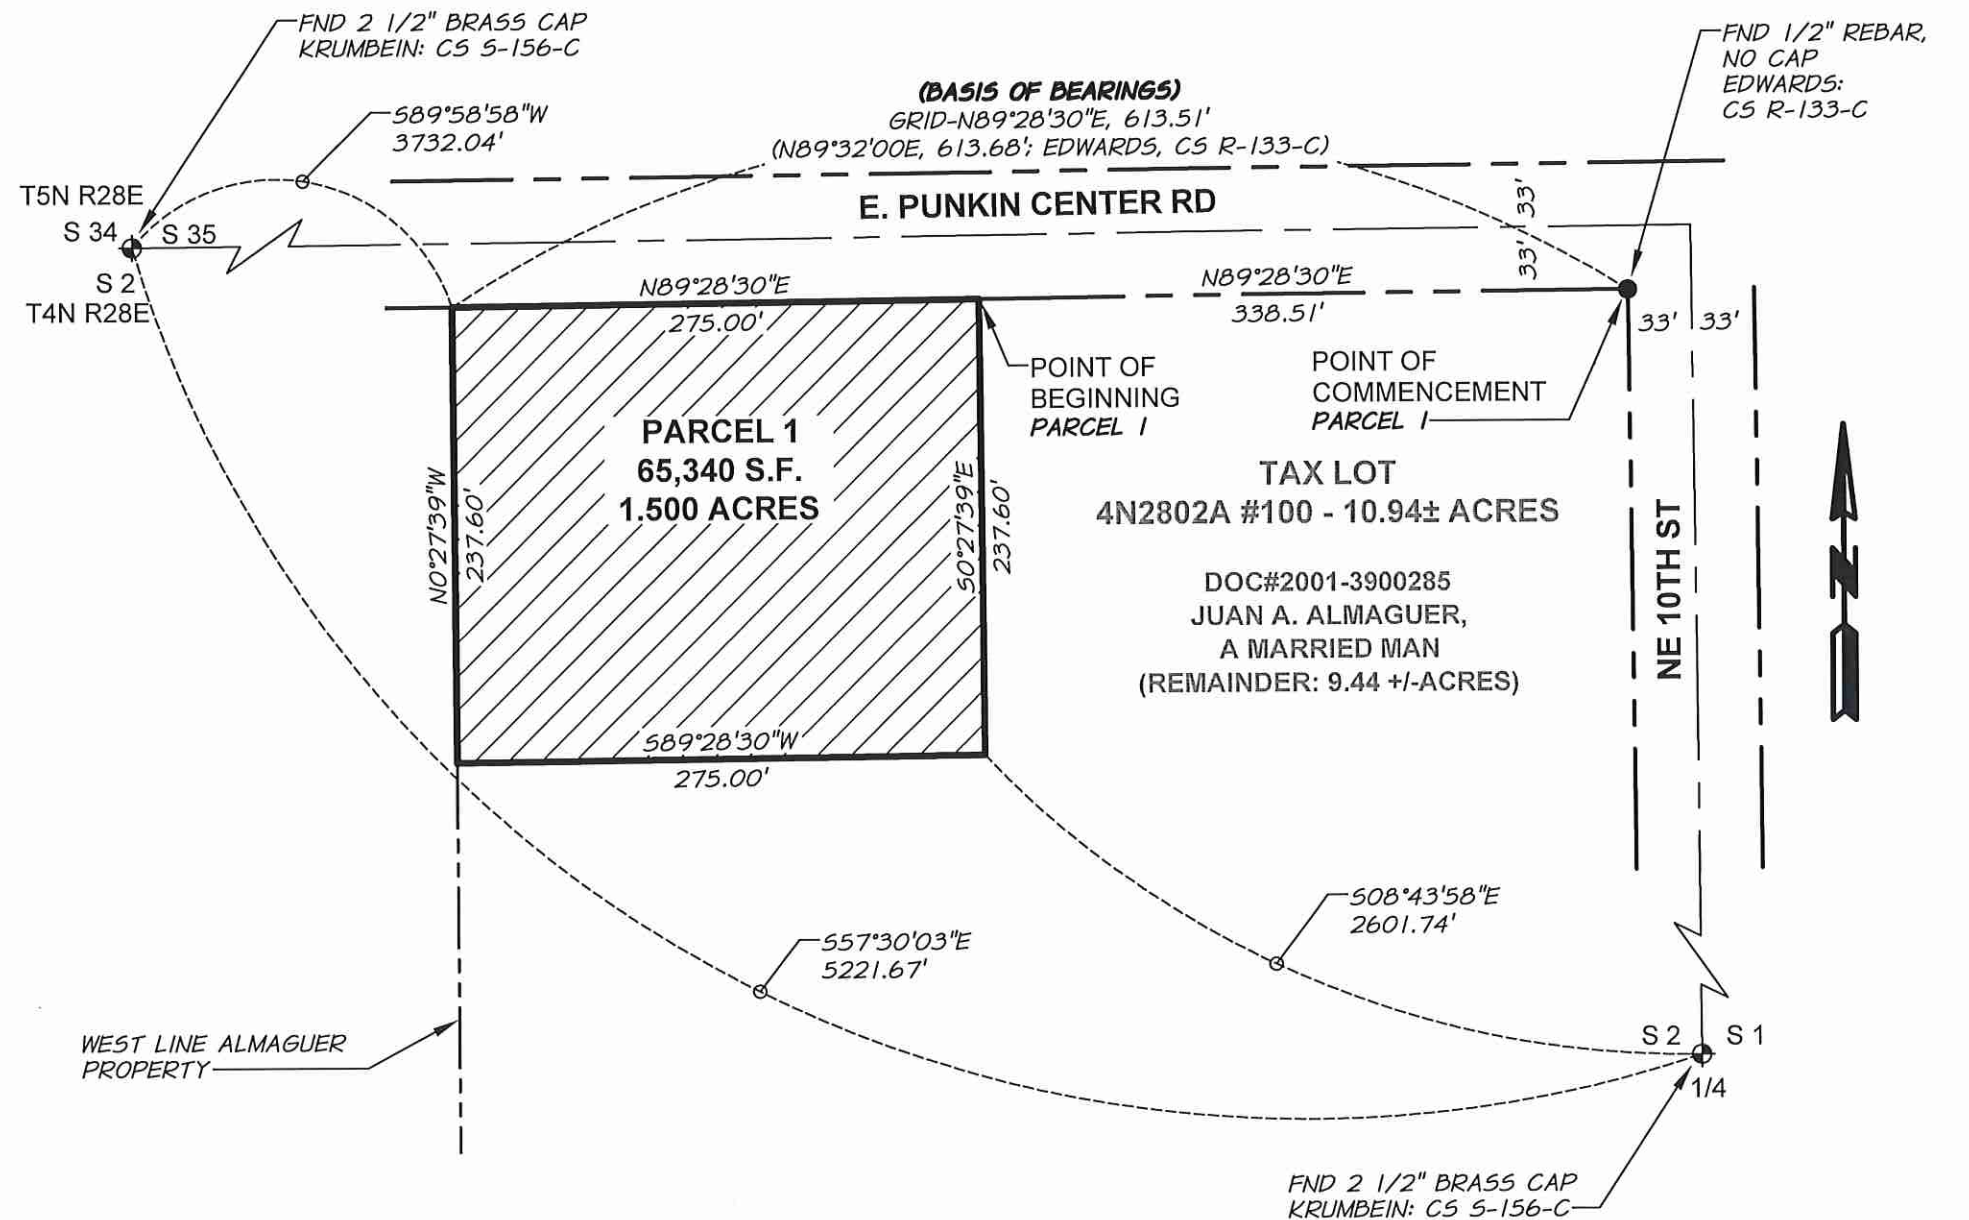 FND 2 1/2" BRASS CAP
KRUMBEIN: CS S-156-C
FND 1/2" REBAR,
NO CAP
EDWARDS:
CS R-133-C
(BASIS OF BEARINGS)
GRID-N89°28'30"E, 613.51'
(N89°32'00E, 613.68'; EDWARDS, CS R-133-C)
S89°58'58"W
3732.04'
T5N R28E
S 34
S 35
S 2
T4N R28E
E. PUNKIN CENTER RD
33'
33'
N89°28'30"E
275.00'
N89°28'30"E
338.51'
33'
33'
POINT OF
BEGINNING
PARCEL 1
POINT OF
COMMENCEMENT
PARCEL 1
PARCEL 1
65,340 S.F.
1.500 ACRES
N0°27'39"W
237.60'
S0°27'39"E
237.60'
TAX LOT
4N2802A #100 - 10.94± ACRES
DOC#2001-3900285
JUAN A. ALMAGUER,
A MARRIED MAN
(REMAINDER: 9.44 +/-ACRES)
NE 10TH ST
N
S89°28'30"W
275.00'
S08°43'58"E
2601.74'
S57°30'03"E
5221.67'
WEST LINE ALMAGUER
PROPERTY
S 2
S 1
1/4
FND 2 1/2" BRASS CAP
KRUMBEIN: CS S-156-C